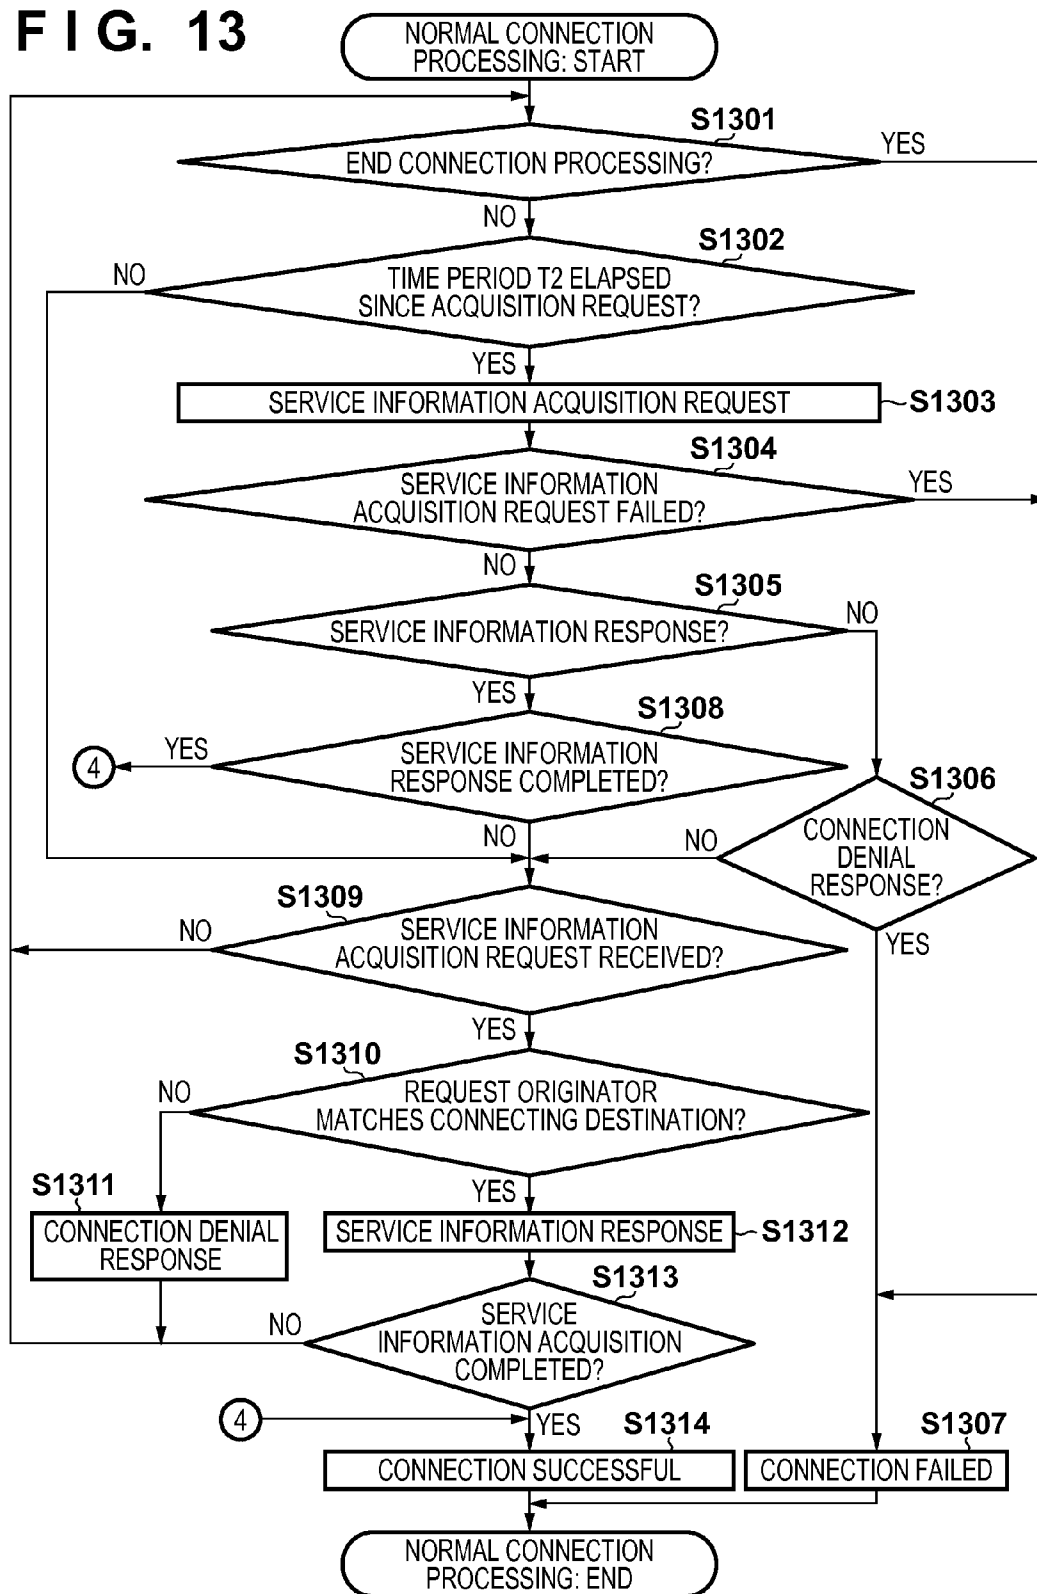 FIG. 13
NORMAL CONNECTION
PROCESSING: START
S1301
END CONNECTION PROCESSING?
YES
NO
S1302
NO
TIME PERIOD T2 ELAPSED
SINCE ACQUISITION REQUEST?
YES
SERVICE INFORMATION ACQUISITION REQUEST
S1303
S1304
SERVICE INFORMATION
ACQUISITION REQUEST FAILED?
YES
NO
S1305
SERVICE INFORMATION RESPONSE?
NO
YES
S1308
4
YES
SERVICE INFORMATION
RESPONSE COMPLETED?
NO
S1306
CONNECTION
DENIAL
RESPONSE?
NO
YES
S1309
NO
SERVICE INFORMATION
ACQUISITION REQUEST RECEIVED?
YES
S1310
NO
REQUEST ORIGINATOR
MATCHES CONNECTING DESTINATION?
YES
S1311
CONNECTION DENIAL
RESPONSE
SERVICE INFORMATION RESPONSE
S1312
S1313
NO
SERVICE
INFORMATION ACQUISITION
COMPLETED?
4
YES
S1314
CONNECTION SUCCESSFUL
S1307
CONNECTION FAILED
NORMAL CONNECTION
PROCESSING: END